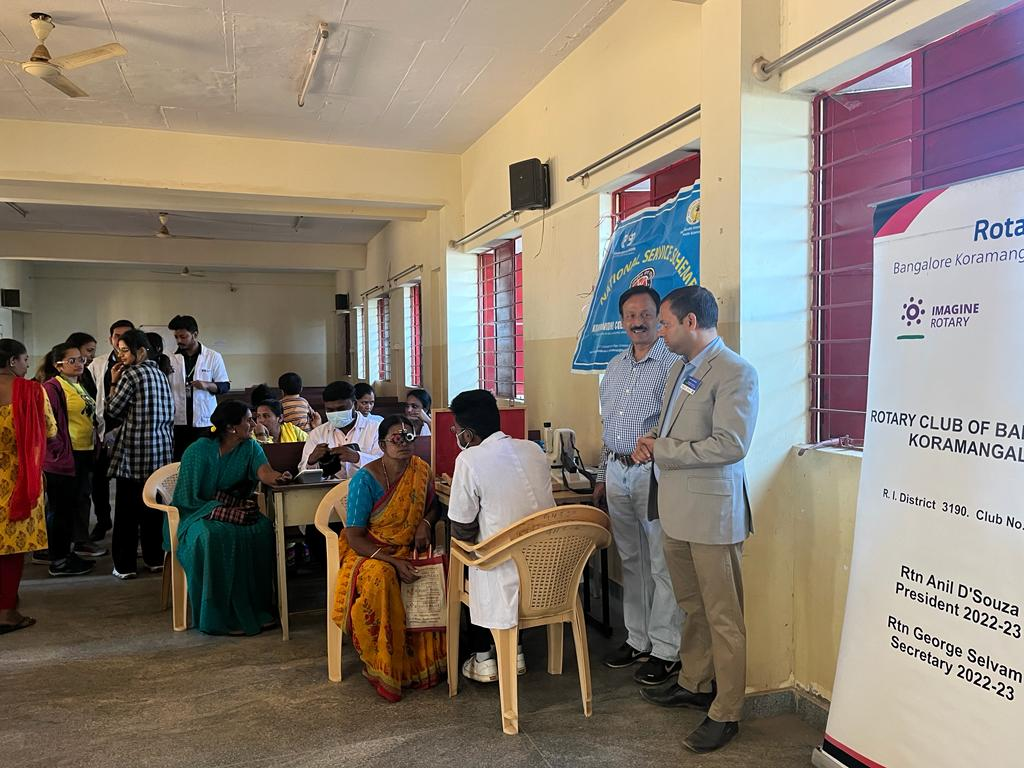 NATIONAL SERVICE SCHEME
Rota
Bangalore Koramang
IMAGINE
ROTARY
ROTARY CLUB OF BA
KORAMANGAL
R. I. District 3190. Club No.
Rtn Anil D'Souza
President 2022-23
Rtn George Selvam
Secretary 2022-23